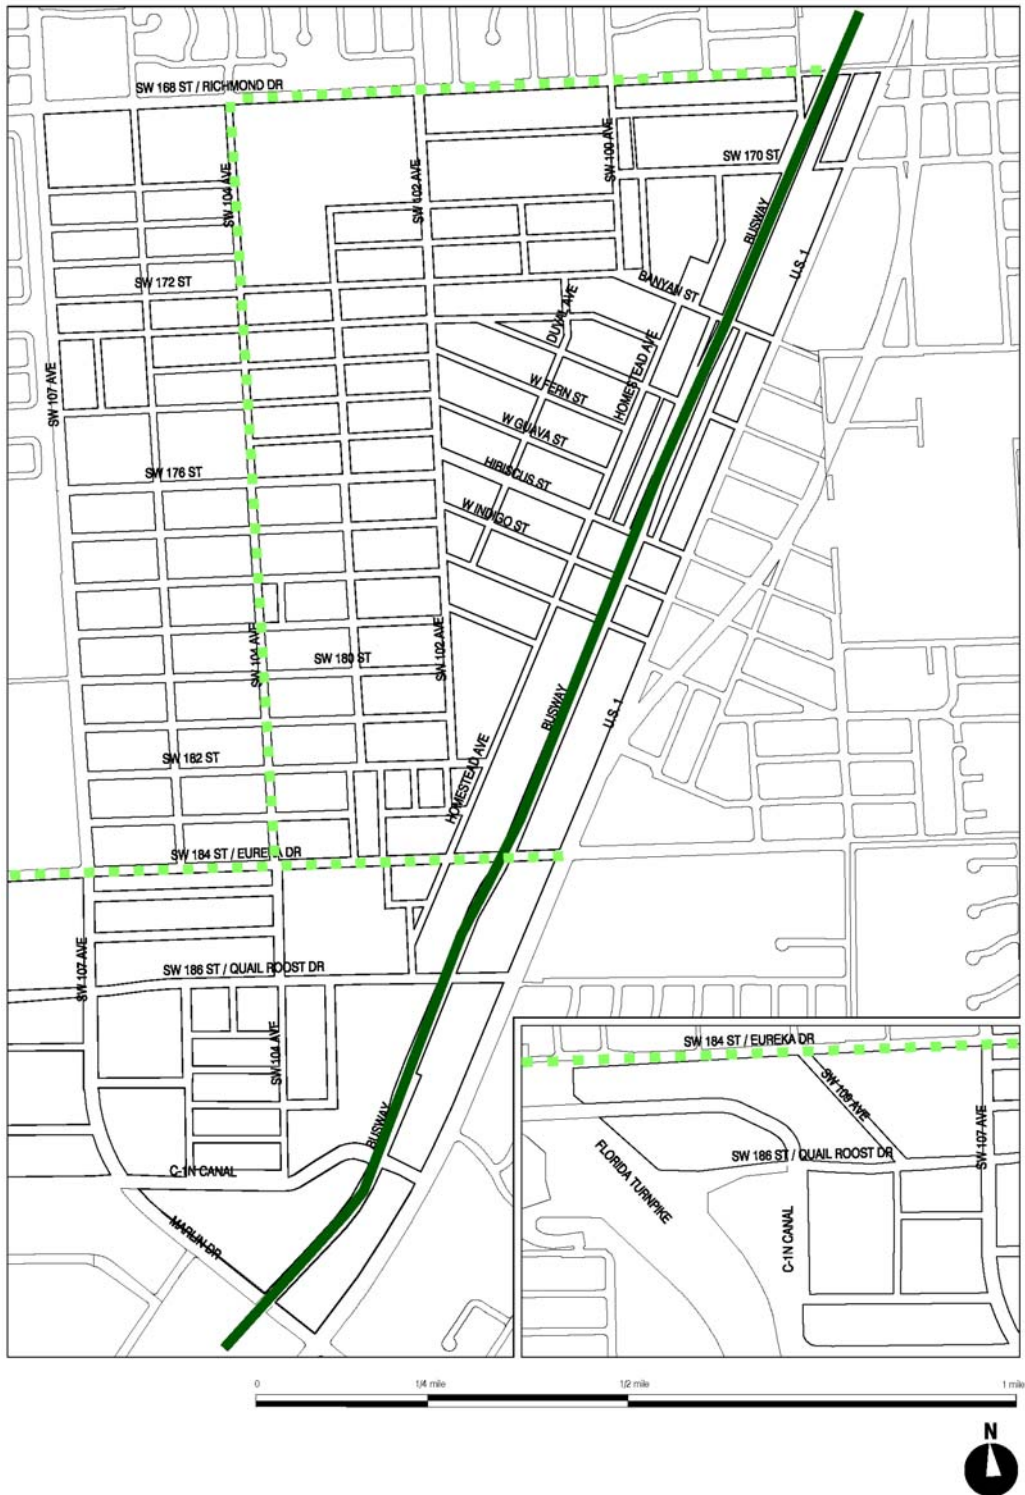 SW 168 ST / RICHMOND DR
SW 100 AVE
SW 170 ST
SW 104 AVE
SW 102 AVE
BUSWAY
U.S. 1
SW 172 ST
BANYAN ST
DUVAL AVE
HOMESTEAD AVE
SW 107 AVE
W FERN ST
W GUAVA ST
HIBISCUS ST
SW 176 ST
W INDIGO ST
SW 104 AVE
SW 180 ST
SW 102 AVE
BUSWAY
U.S. 1
SW 182 ST
HOMESTEAD AVE
SW 184 ST / EUREKA DR
SW 107 AVE
SW 186 ST / QUAIL ROOST DR
SW 104 AVE
BUSWAY
C-1N CANAL
MARLIN DR
SW 184 ST / EUREKA DR
SW 109 AVE
SW 107 AVE
SW 186 ST / QUAIL ROOST DR
FLORIDA TURNPIKE
C-1N CANAL
0 1/4 mile 1/2 mile 1 mile
N